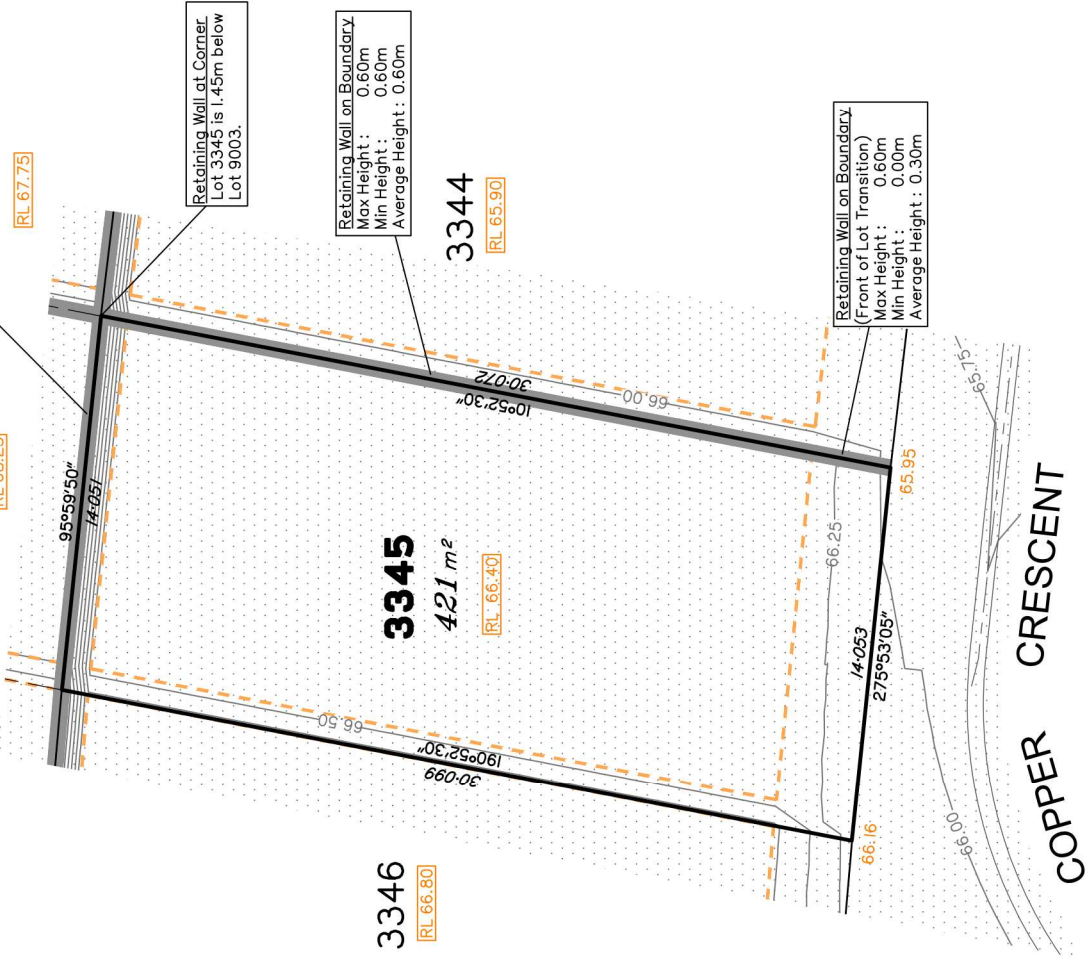 RL 67.75
Retaining Wall at Corner
Lot 3345 is 1.45m below
Lot 9003.
Retaining Wall on Boundary
Max Height : 0.60m
Min Height : 0.60m
Average Height : 0.60m
3344
RL 65.90
Retaining Wall on Boundary
(Front of Lot Transition)
Max Height : 0.60m
Min Height : 0.00m
Average Height : 0.30m
95°59'50"
14·051
30·072
10°52'30"
66.00
3345
421 m²
RL 66.40
66.25
65.95
65.75
14·053
275°53'05"
66.50
190°52'30"
30·099
66.16
66.00
3346
RL 66.80
COPPER CRESCENT